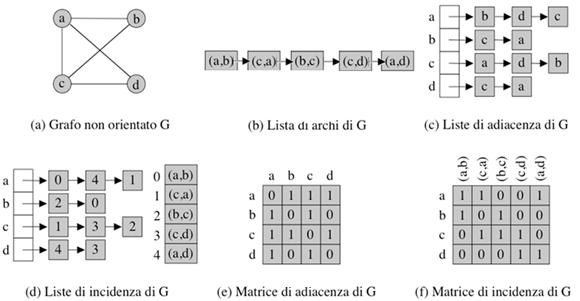 a b
c d
(a) Grafo non orientato G
(a,b) (c,a) (b,c) (c,d) (a,d)
(b) Lista di archi di G
a b d c
b c a
c a d b
d c a
(c) Liste di adiacenza di G
a 0 4 1
b 2 0
c 1 3 2
d 4 3
0 (a,b)
1 (c,a)
2 (b,c)
3 (c,d)
4 (a,d)
(d) Liste di incidenza di G
a b c d
a 0 1 1 1
b 1 0 1 0
c 1 1 0 1
d 1 0 1 0
(e) Matrice di adiacenza di G
(a,b) (c,a) (b,c) (c,d) (a,d)
a 1 1 0 0 1
b 1 0 1 0 0
c 0 1 1 1 0
d 0 0 0 1 1
(f) Matrice di incidenza di G